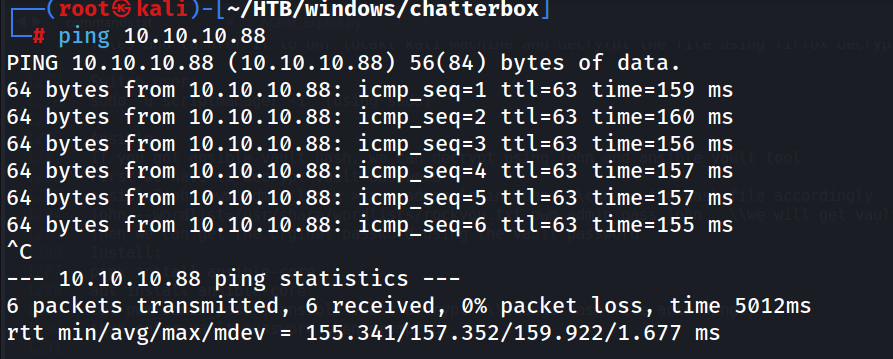 ┌──(root㉿kali)-[~/HTB/windows/chatterbox]
└─# ping 10.10.10.88
PING 10.10.10.88 (10.10.10.88) 56(84) bytes of data.
64 bytes from 10.10.10.88: icmp_seq=1 ttl=63 time=159 ms
64 bytes from 10.10.10.88: icmp_seq=2 ttl=63 time=160 ms
64 bytes from 10.10.10.88: icmp_seq=3 ttl=63 time=156 ms
64 bytes from 10.10.10.88: icmp_seq=4 ttl=63 time=157 ms
64 bytes from 10.10.10.88: icmp_seq=5 ttl=63 time=157 ms
64 bytes from 10.10.10.88: icmp_seq=6 ttl=63 time=155 ms
^C
--- 10.10.10.88 ping statistics ---
6 packets transmitted, 6 received, 0% packet loss, time 5012ms
rtt min/avg/max/mdev = 155.341/157.352/159.922/1.677 ms